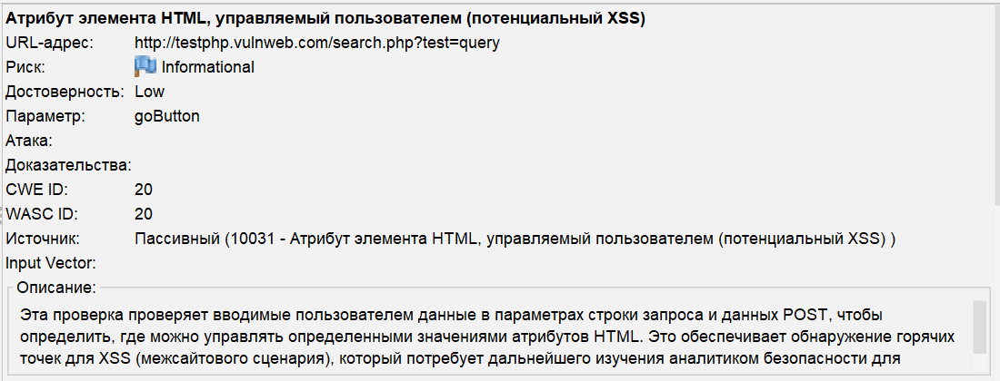 Атрибут элемента HTML, управляемый пользователем (потенциальный XSS)
URL-адрес: http://testphp.vulnweb.com/search.php?test=query
Риск: Informational
Достоверность: Low
Параметр: goButton
Атака:
Доказательства:
CWE ID: 20
WASC ID: 20
Источник: Пассивный (10031 - Атрибут элемента HTML, управляемый пользователем (потенциальный XSS) )
Input Vector:
Описание:
Эта проверка проверяет вводимые пользователем данные в параметрах строки запроса и данных POST, чтобы
определить, где можно управлять определенными значениями атрибутов HTML. Это обеспечивает обнаружение горячих
точек для XSS (межсайтового сценария), который потребует дальнейшего изучения аналитиком безопасности для